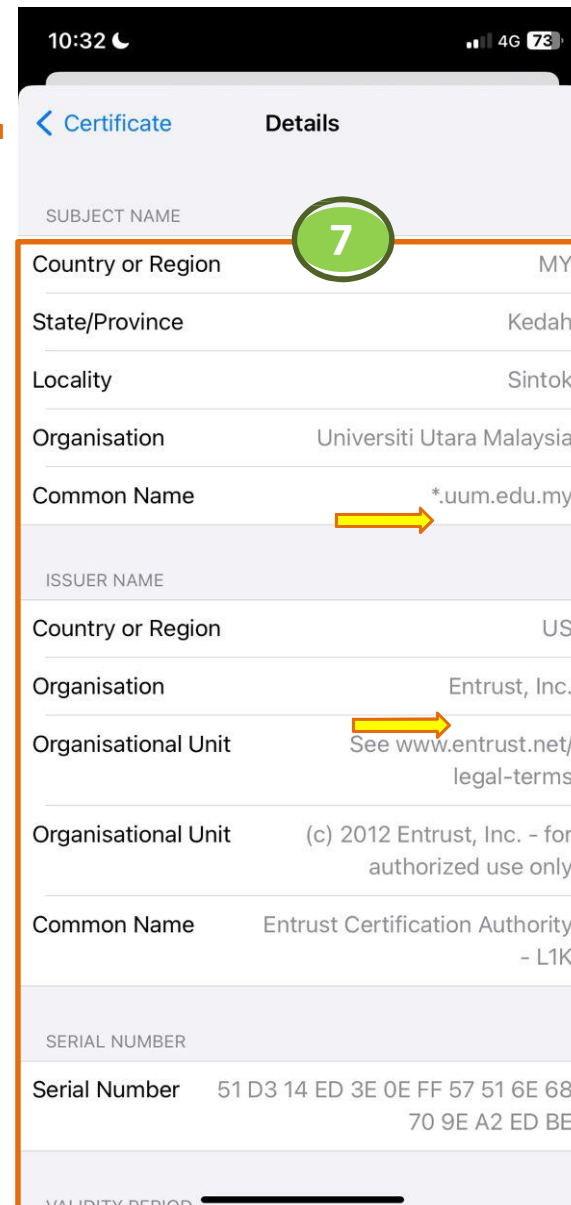 10:32
4G 73
Certificate Details
SUBJECT NAME
7
Country or Region MY
State/Province Kedah
Locality Sintok
Organisation Universiti Utara Malaysia
Common Name *.uum.edu.my
ISSUER NAME
Country or Region US
Organisation Entrust, Inc.
Organisational Unit See www.entrust.net/
legal-terms
Organisational Unit (c) 2012 Entrust, Inc. - for
authorized use only
Common Name Entrust Certification Authority
- L1K
SERIAL NUMBER
Serial Number 51 D3 14 ED 3E 0E FF 57 51 6E 68
70 9E A2 ED BE
VALIDITY PERIOD